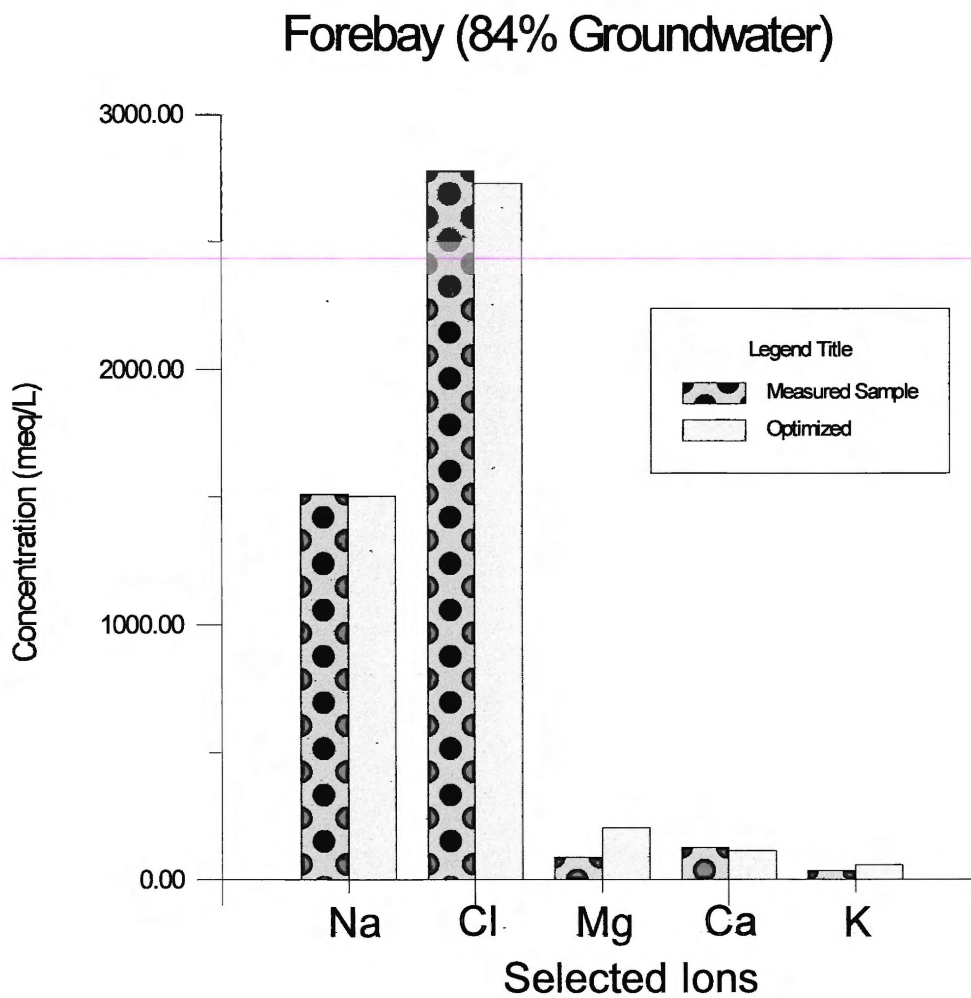 Forebay (84% Groundwater)
3000.00
2000.00
1000.00
0.00
Concentration (meq/L)
Legend Title
Measured Sample
Optimized
Na Cl Mg Ca K
Selected Ions